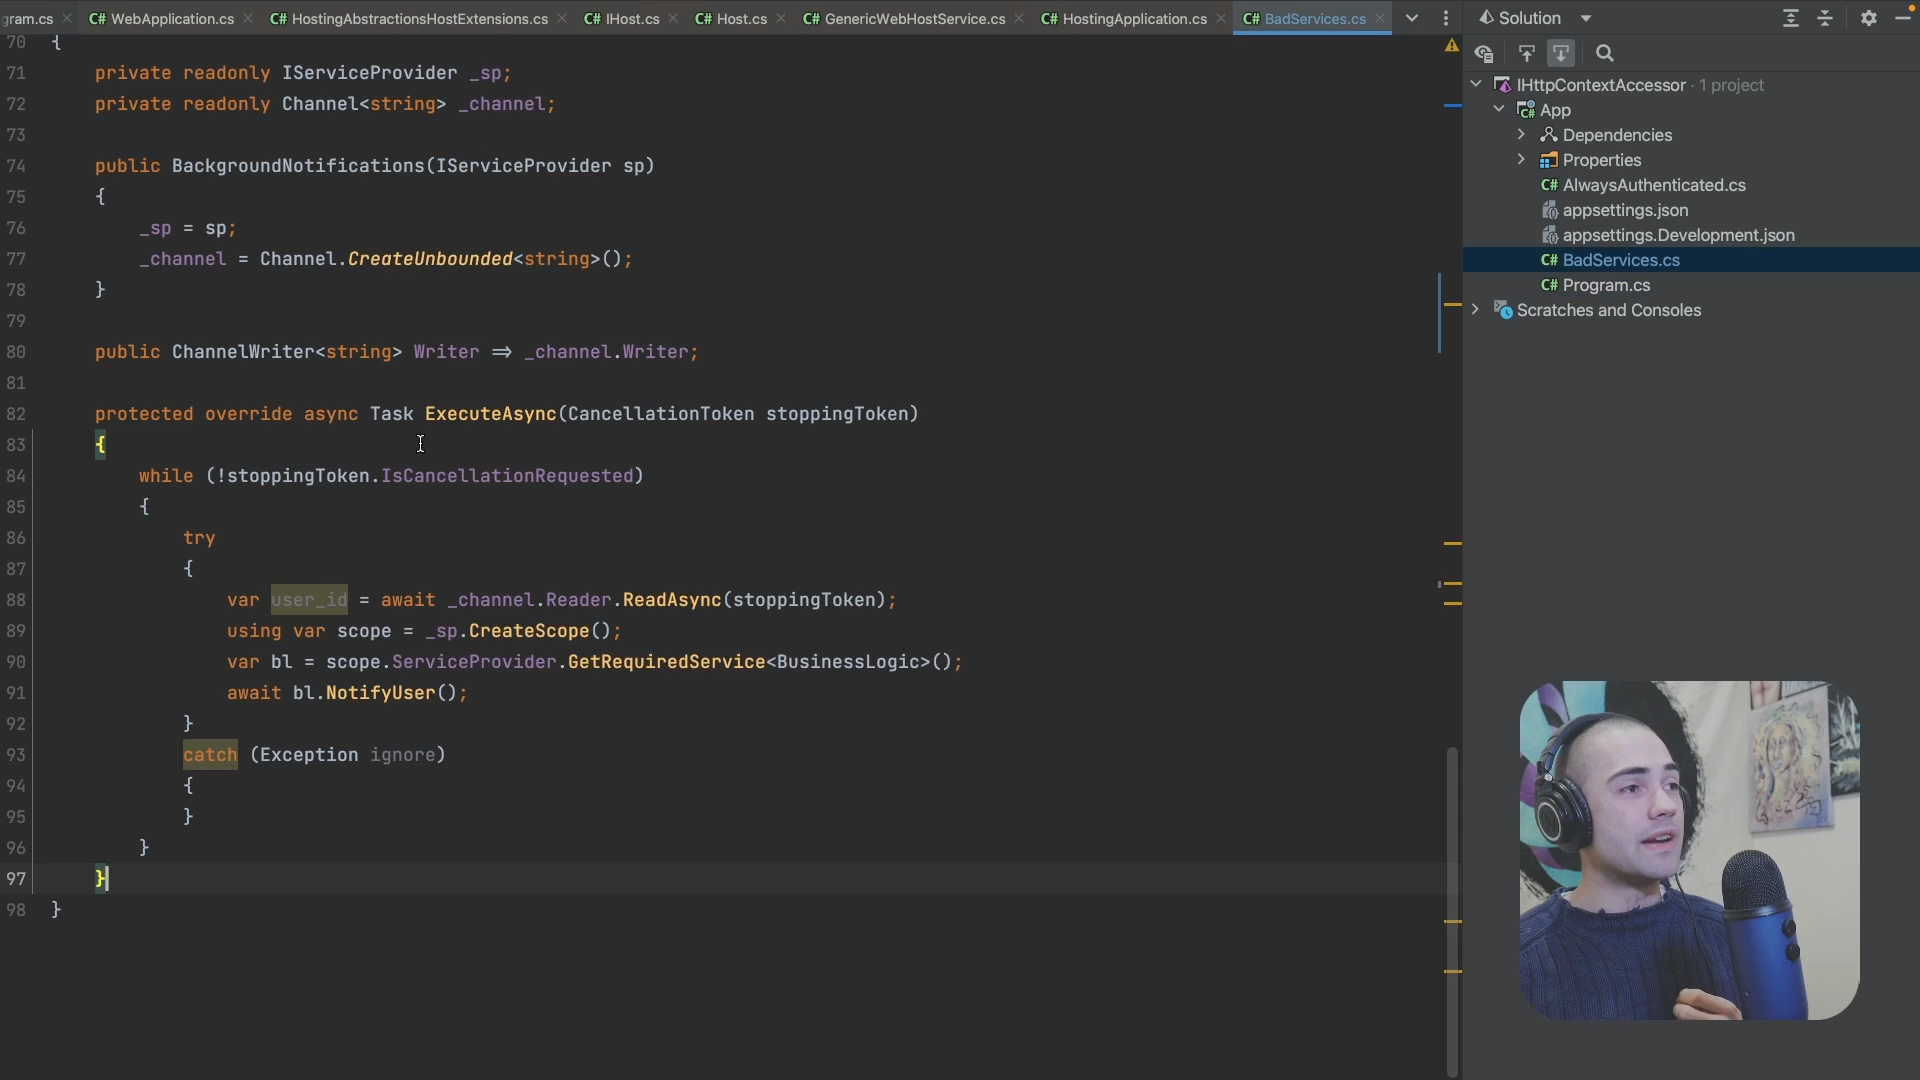 gram.cs
C# WebApplication.cs
C# HostingAbstractionsHostExtensions.cs
C# IHost.cs
C# Host.cs
C# GenericWebHostService.cs
C# HostingApplication.cs
C# BadServices.cs
Solution
70 {
71 private readonly IServiceProvider _sp;
72 private readonly Channel<string> _channel;
73
74 public BackgroundNotifications(IServiceProvider sp)
75 {
76 _sp = sp;
77 _channel = Channel.CreateUnbounded<string>();
78 }
79
80 public ChannelWriter<string> Writer => _channel.Writer;
81
82 protected override async Task ExecuteAsync(CancellationToken stoppingToken)
83 {
84 while (!stoppingToken.IsCancellationRequested)
85 {
86 try
87 {
88 var user_id = await _channel.Reader.ReadAsync(stoppingToken);
89 using var scope = _sp.CreateScope();
90 var bl = scope.ServiceProvider.GetRequiredService<BusinessLogic>();
91 await bl.NotifyUser();
92 }
93 catch (Exception ignore)
94 {
95 }
96 }
97 }
98 }
IHttpContextAccessor · 1 project
C# App
Dependencies
Properties
C# AlwaysAuthenticated.cs
appsettings.json
appsettings.Development.json
C# BadServices.cs
C# Program.cs
Scratches and Consoles